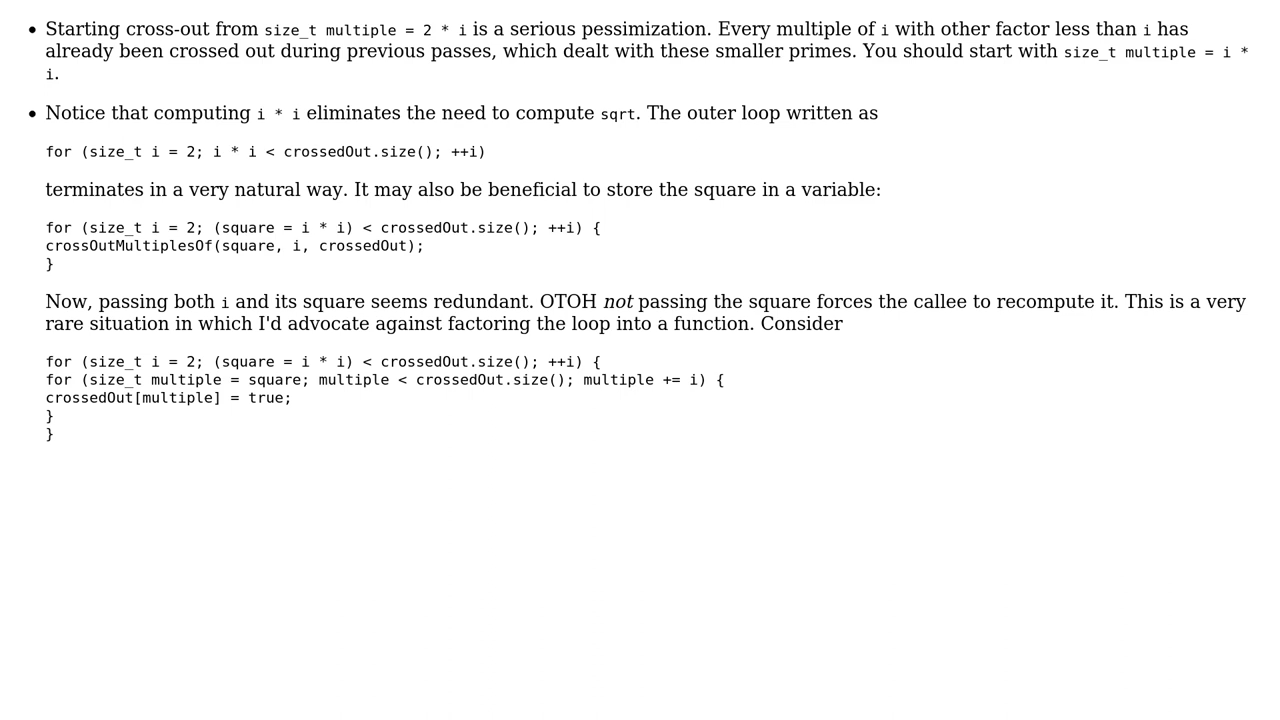 • Starting cross-out from size_t multiple = 2 * i is a serious pessimization. Every multiple of i with other factor less than i has
already been crossed out during previous passes, which dealt with these smaller primes. You should start with size_t multiple = i *
i.
• Notice that computing i * i eliminates the need to compute sqrt. The outer loop written as
for (size_t i = 2; i * i < crossedOut.size(); ++i)
terminates in a very natural way. It may also be beneficial to store the square in a variable:
for (size_t i = 2; (square = i * i) < crossedOut.size(); ++i) {
crossOutMultiplesOf(square, i, crossedOut);
}
Now, passing both i and its square seems redundant. OTOH not passing the square forces the callee to recompute it. This is a very
rare situation in which I'd advocate against factoring the loop into a function. Consider
for (size_t i = 2; (square = i * i) < crossedOut.size(); ++i) {
for (size_t multiple = square; multiple < crossedOut.size(); multiple += i) {
crossedOut[multiple] = true;
}
}